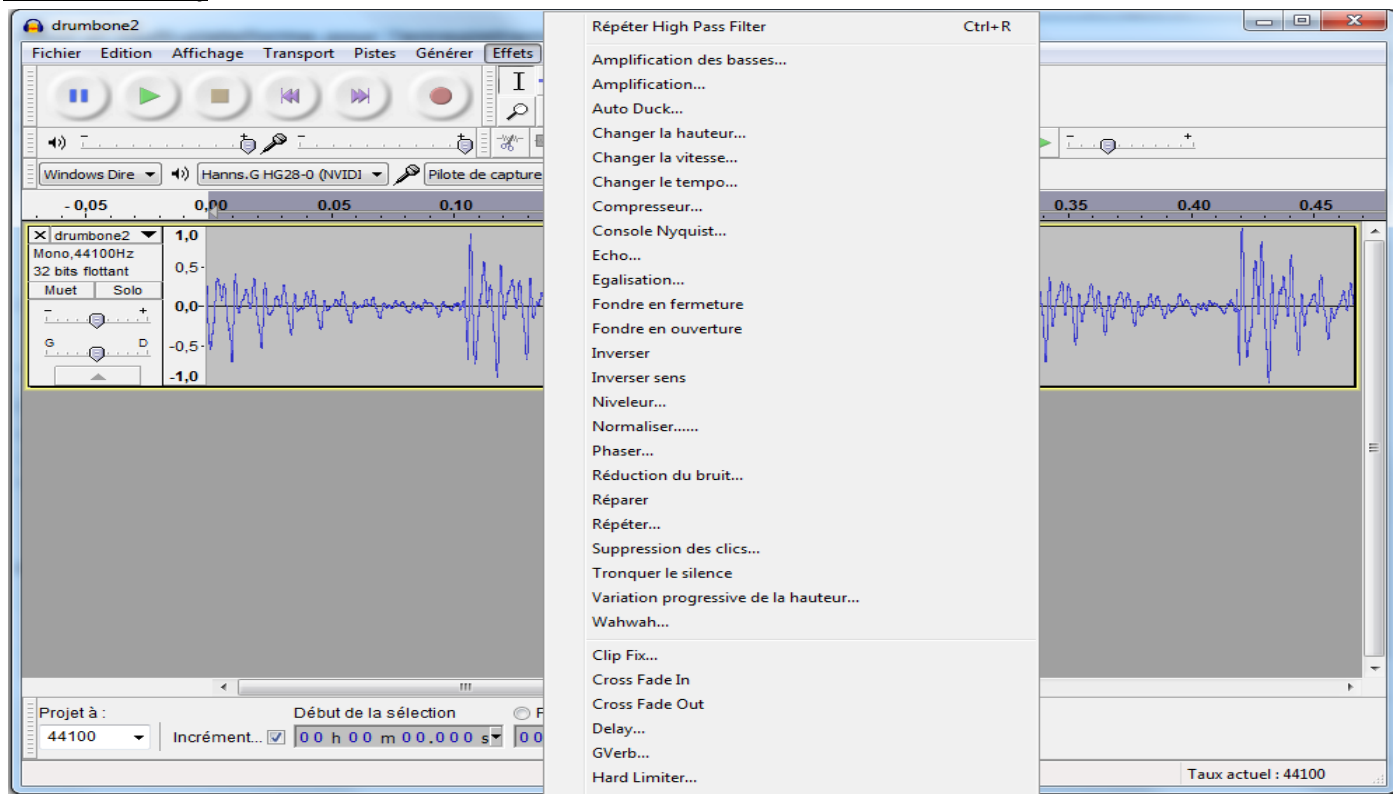 drumbone2
Fichier Edition Affichage Transport Pistes Générer Effets
Windows Dire Hanns.G HG28-0 (NVIDI Pilote de capture
- 0,05 0,00 0.05 0.10 0.35 0.40 0.45
drumbone2
Mono,44100Hz
32 bits flottant
Muet Solo
- +
G D
1,0
0,5-
0,0-
-0,5-
-1,0
Répéter High Pass Filter Ctrl+R
Amplification des basses...
Amplification...
Auto Duck...
Changer la hauteur...
Changer la vitesse...
Changer le tempo...
Compresseur...
Console Nyquist...
Echo...
Egalisation...
Fondre en fermeture
Fondre en ouverture
Inverser
Inverser sens
Niveleur...
Normaliser......
Phaser...
Réduction du bruit...
Réparer
Répéter...
Suppression des clics...
Tronquer le silence
Variation progressive de la hauteur...
Wahwah...
Clip Fix...
Cross Fade In
Cross Fade Out
Delay...
GVerb...
Hard Limiter...
Projet à : Début de la sélection
44100 Incrément... 00 h 00 m 00.000 s 00
Taux actuel : 44100